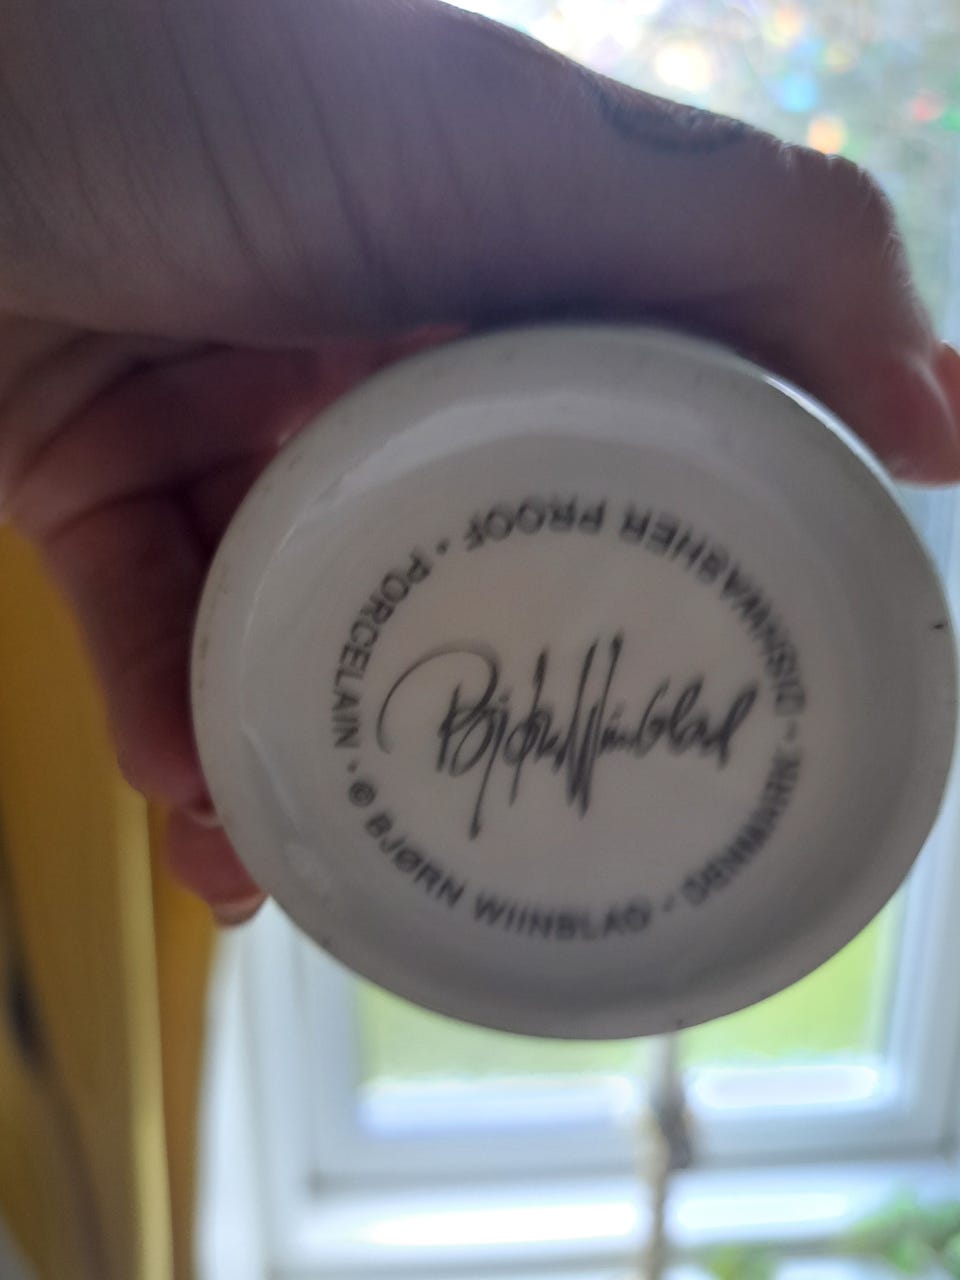 Bjørn Wiinblad
PORCELAIN · © BJØRN WIINBLAD · DENMARK · DISHWASHER PROOF ·